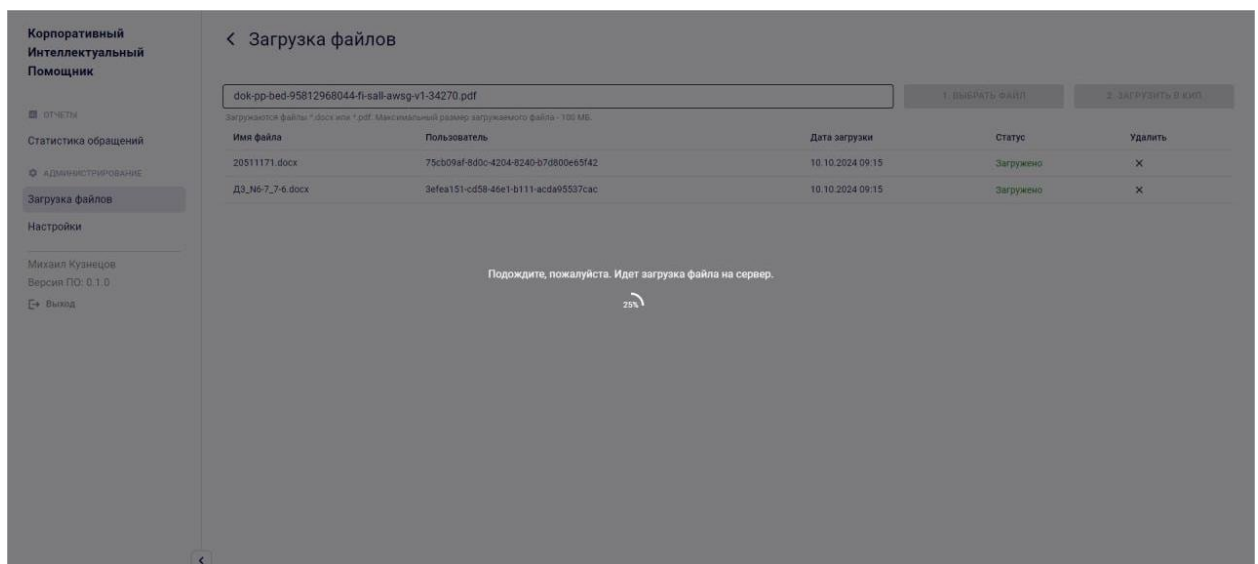 Корпоративный
Интеллектуальный
Помощник
ОТЧЕТЫ
Статистика обращений
АДМИНИСТРИРОВАНИЕ
Загрузка файлов
Настройки
Михаил Кузнецов
Версия ПО: 0.1.0
Выход
Загрузка файлов
dok-pp-bed-95812968044-fi-sall-awsg-v1-34270.pdf
1. ВЫБРАТЬ ФАЙЛ
2. ЗАГРУЗИТЬ В КИП
Загружаются файлы *.docx или *.pdf. Максимальный размер загружаемого файла - 100 МБ.
Имя файла Пользователь Дата загрузки Статус Удалить
20511171.docx 75cb09af-8d0c-4204-8240-b7d800e65f42 10.10.2024 09:15 Загружено
ДЗ_N6-7_7-6.docx 3efea151-cd58-46e1-b111-acda95537cac 10.10.2024 09:15 Загружено
Подождите, пожалуйста. Идет загрузка файла на сервер.
25%